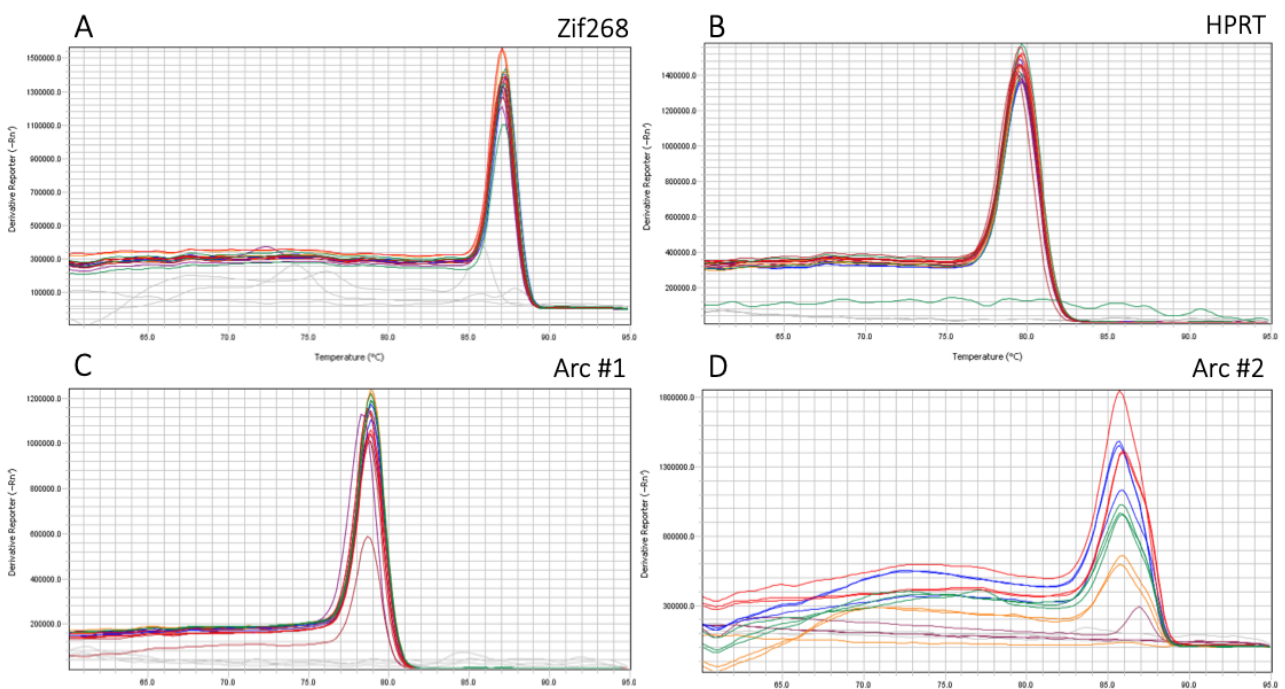 A
Zif268
1500000.0
1300000.0
1100000.0
900000.0
700000.0
500000.0
300000.0
100000.0
Derivative Reporter (-Rn')
65.0 70.0 75.0 80.0 85.0 90.0 95.0
Temperature (°C)
B
HPRT
1400000.0
1200000.0
1000000.0
800000.0
600000.0
400000.0
200000.0
Derivative Reporter (-Rn')
65.0 70.0 75.0 80.0 85.0 90.0 95.0
Temperature (°C)
C
Arc #1
1200000.0
1000000.0
800000.0
600000.0
400000.0
200000.0
Derivative Reporter (-Rn')
65.0 70.0 75.0 80.0 85.0 90.0 95.0
D
Arc #2
1800000.0
1300000.0
800000.0
300000.0
Derivative Reporter (-Rn')
65.0 70.0 75.0 80.0 85.0 90.0 95.0